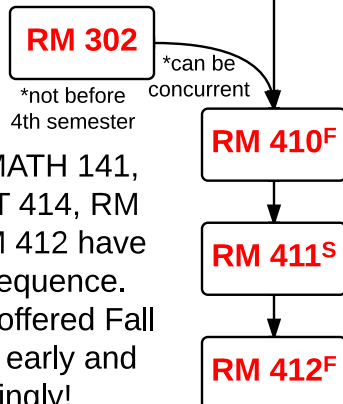 RM 302
*can be
concurrent
*not before
4th semester
RM 410F
MATH 141,
T 414, RM
M 412 have
equence.
offered Fall
early and
ingly!
RM 411S
RM 412F